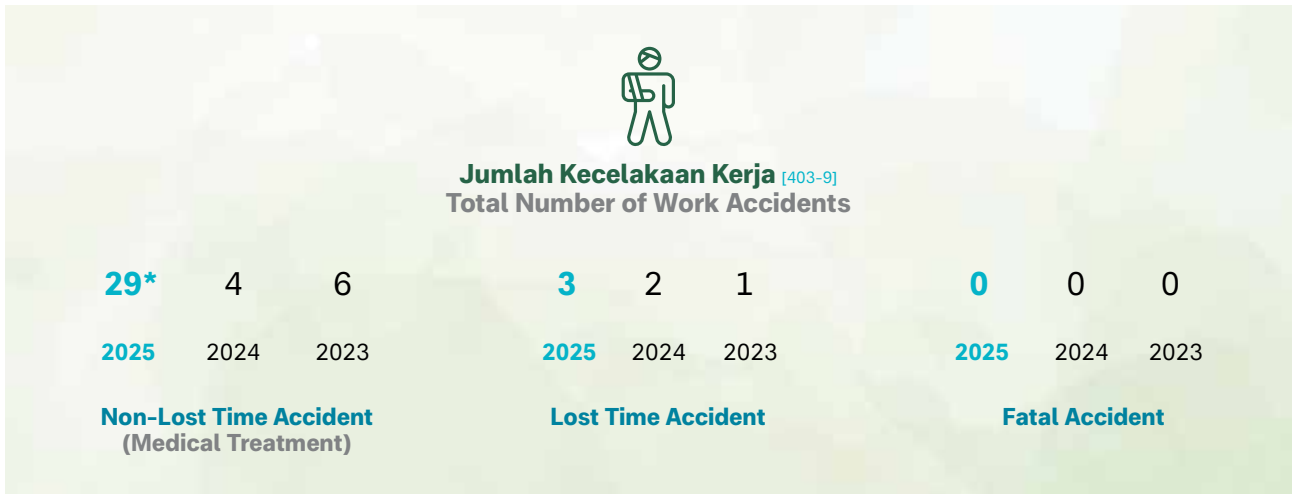 Jumlah Kecelakaan Kerja [403-9]
Total Number of Work Accidents
29* 4 6
2025 2024 2023
Non-Lost Time Accident
(Medical Treatment)
3 2 1
2025 2024 2023
Lost Time Accident
0 0 0
2025 2024 2023
Fatal Accident